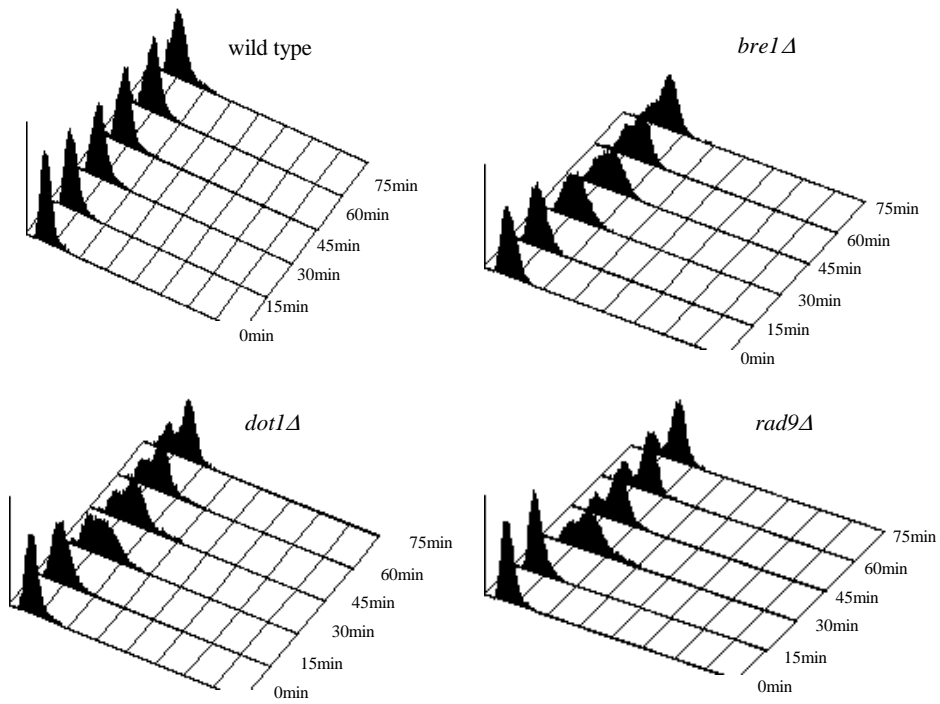 wild type
75min
60min
45min
30min
15min
0min
bre1Δ
75min
60min
45min
30min
15min
0min
dot1Δ
75min
60min
45min
30min
15min
0min
rad9Δ
75min
60min
45min
30min
15min
0min